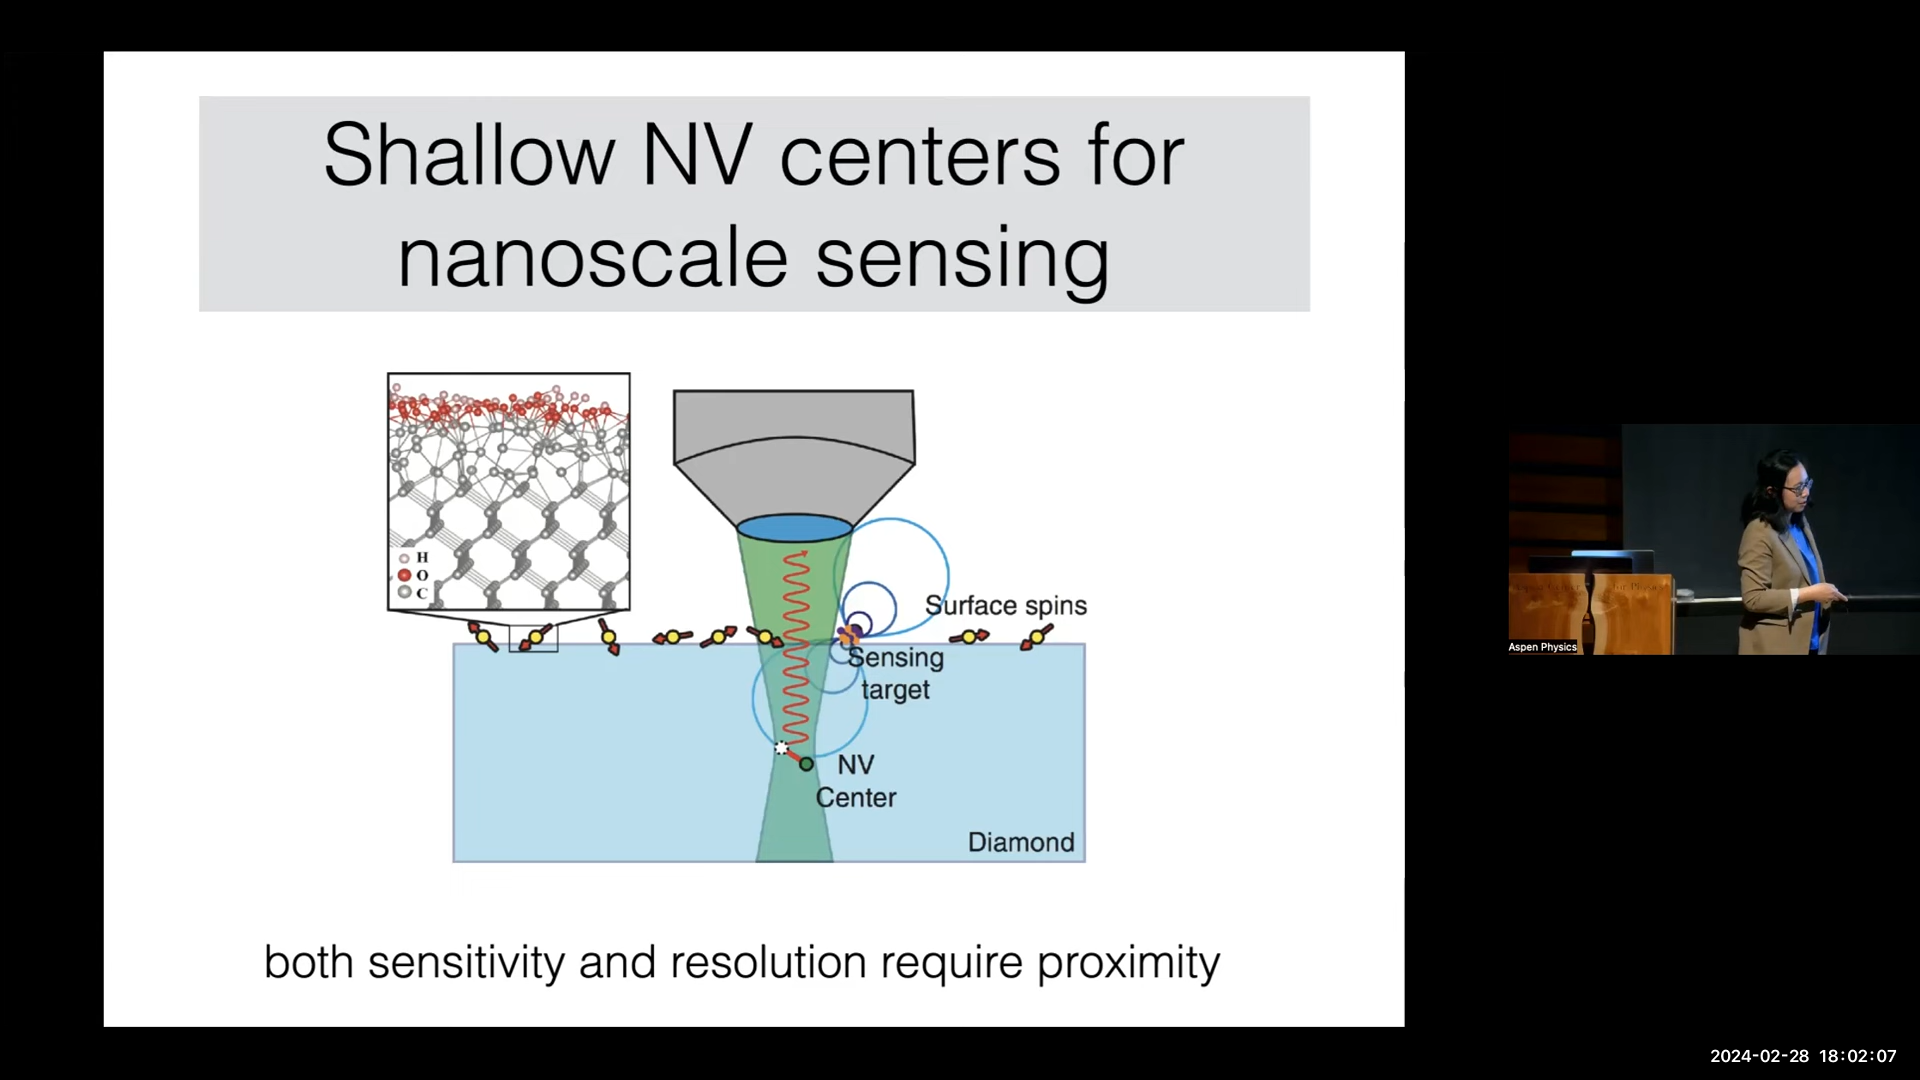 Shallow NV centers for
nanoscale sensing
H
O
C
Surface spins
Sensing
target
NV
Center
Diamond
both sensitivity and resolution require proximity
Aspen Physics
2024-02-28 18:02:07